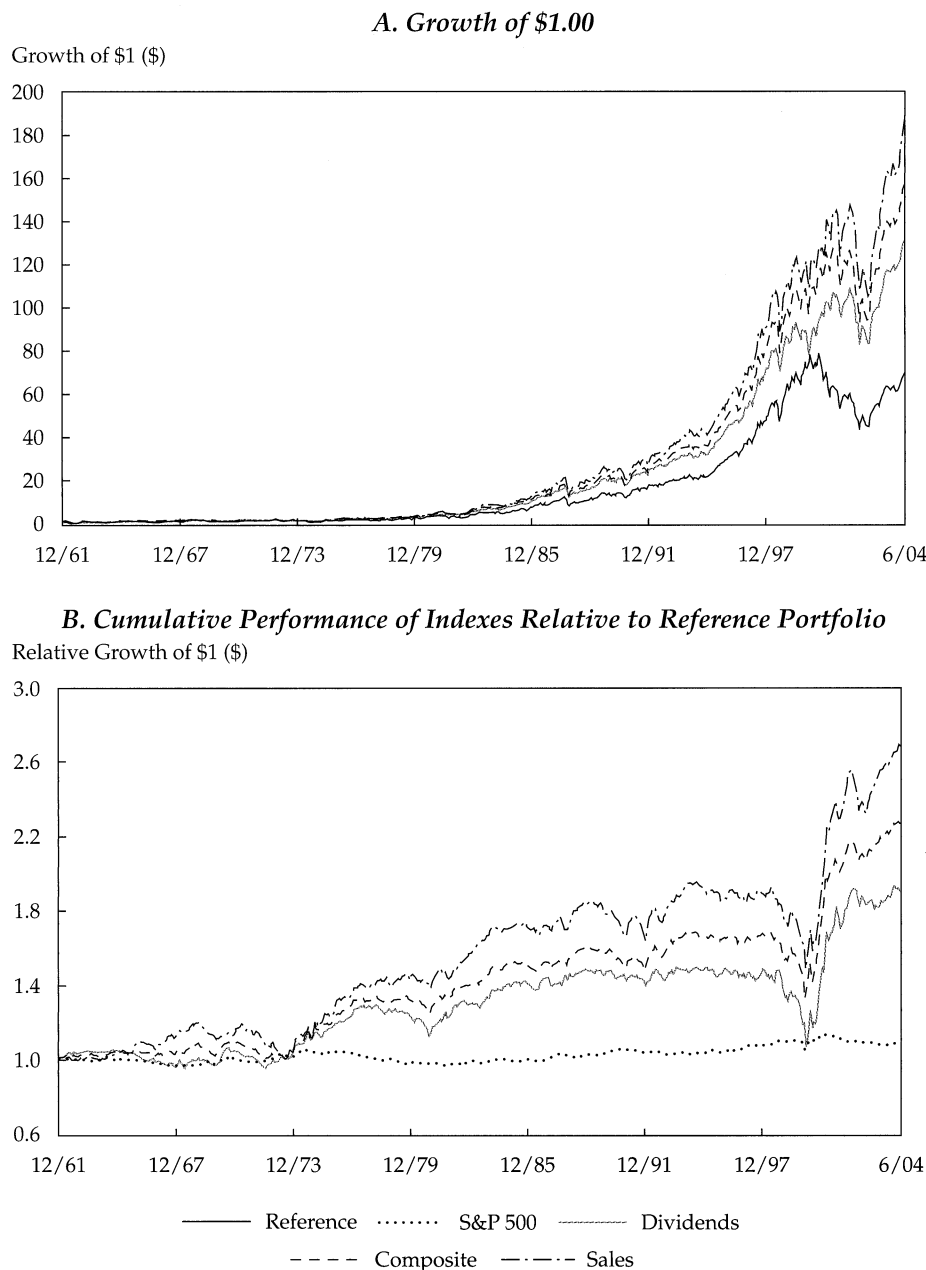 A. Growth of $1.00
Growth of $1 ($)
200
180
160
140
120
100
80
60
40
20
0
12/61 12/67 12/73 12/79 12/85 12/91 12/97 6/04
B. Cumulative Performance of Indexes Relative to Reference Portfolio
Relative Growth of $1 ($)
3.0
2.6
2.2
1.8
1.4
1.0
0.6
12/61 12/67 12/73 12/79 12/85 12/91 12/97 6/04
Reference S&P 500 Dividends
Composite Sales